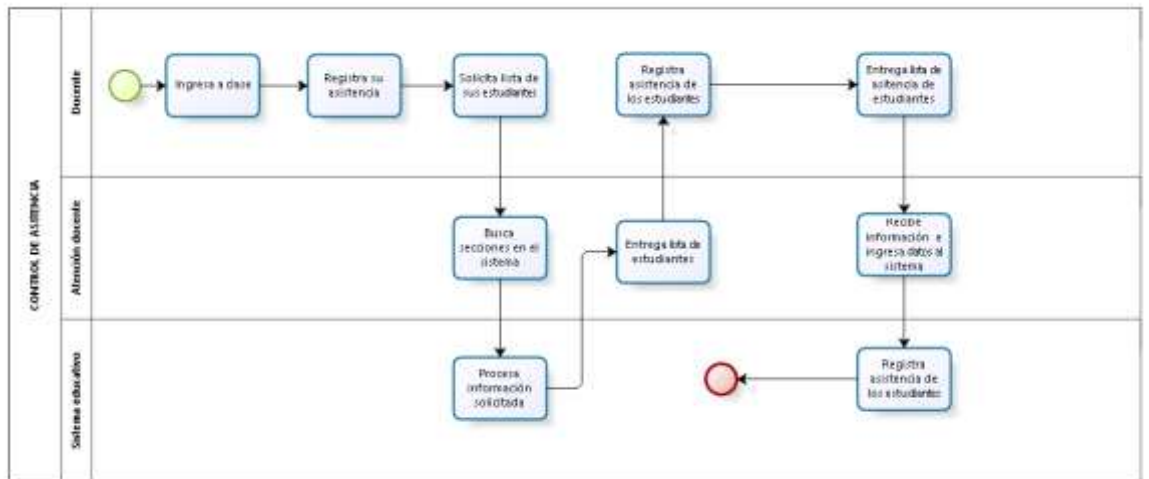 CONTROL DE ASITENCIA
Docente
Ingresa a clase
Registra su
asistencia
Solicita lista de
sus estudiantes
Registra
asistencia de
los estudiantes
Entrega lista de
asitencia de
estudiantes
Atención docente
Busca
secciones en el
sistema
Entrega lista de
estudiantes
Recibe
información e
ingresa datos al
sistema
Sistema educativo
Procesa
información
solicitada
Registra
asistencia de
los estudiantes